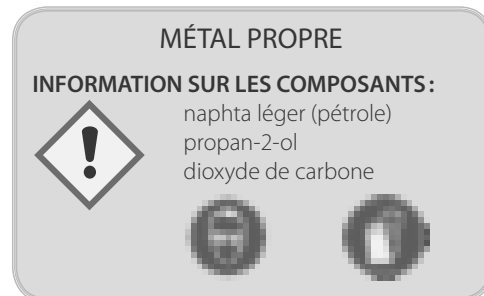 MÉTAL PROPRE
INFORMATION SUR LES COMPOSANTS :
naphta léger (pétrole)
propan-2-ol
dioxyde de carbone